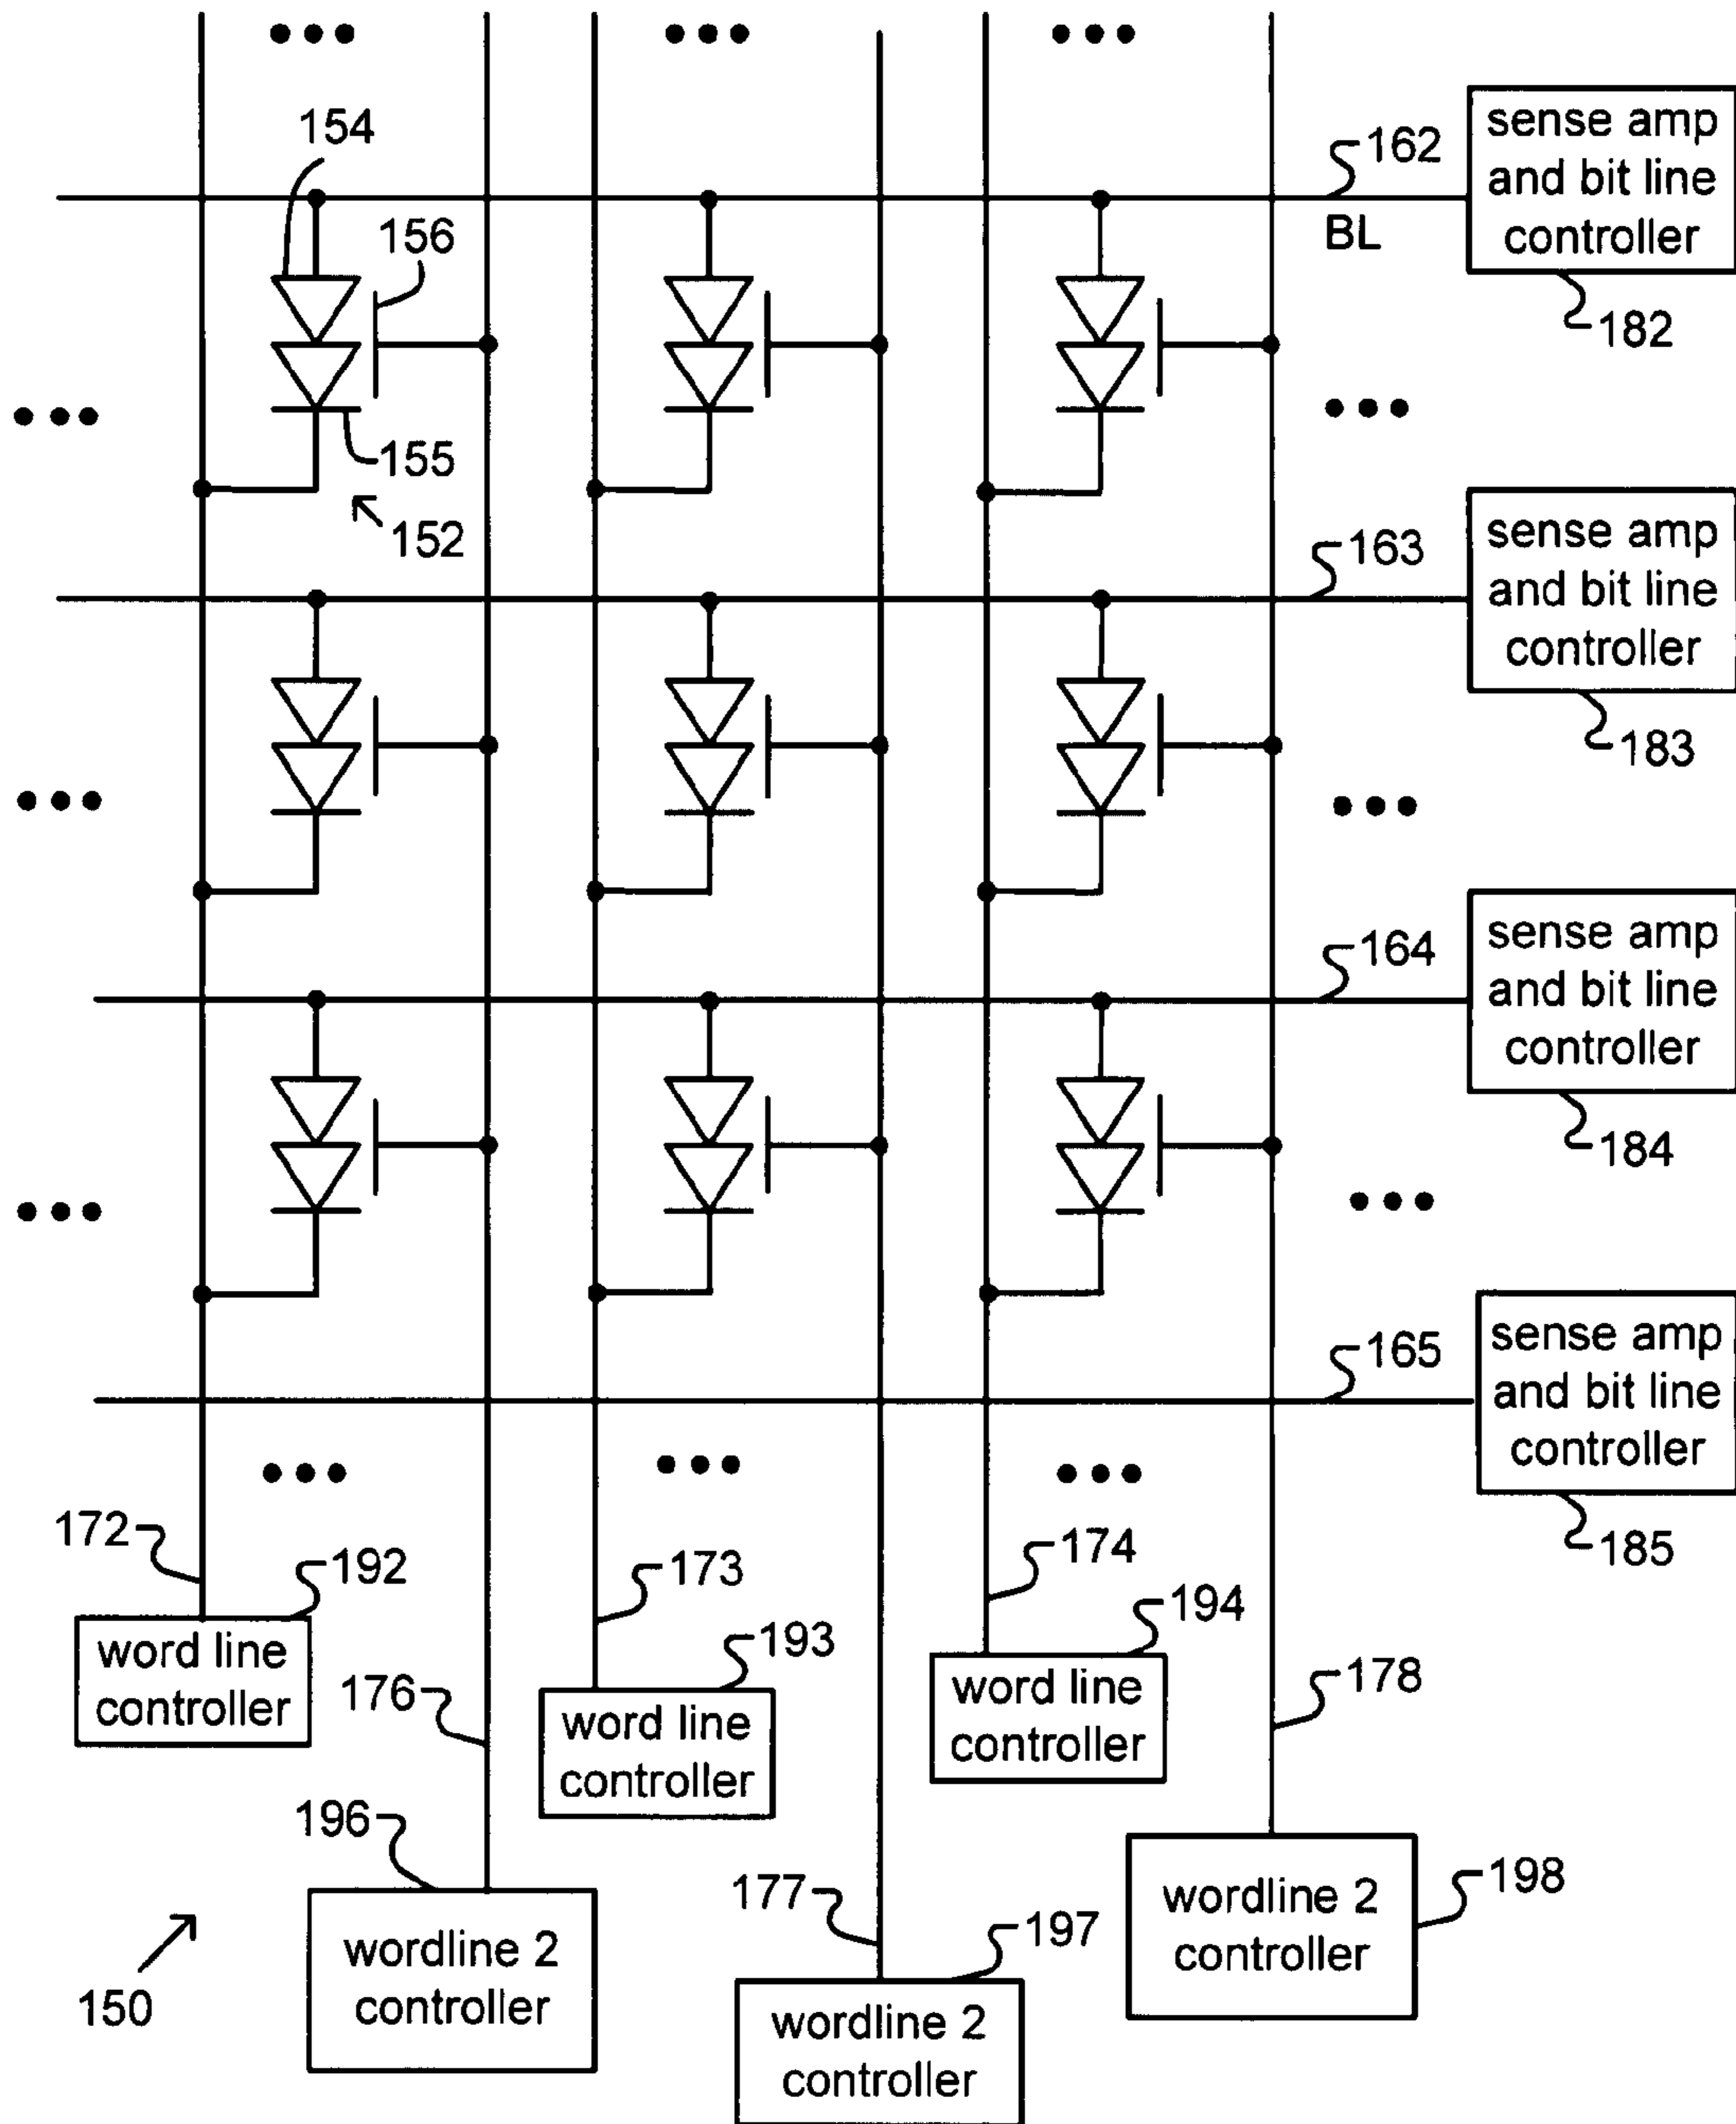 154
162
sense amp
and bit line
controller
156
BL
182
155
152
163
sense amp
and bit line
controller
183
164
sense amp
and bit line
controller
184
165
sense amp
and bit line
controller
185
172
192
173
174
194
193
word line
controller
176
word line
controller
word line
controller
178
196
177
197
198
wordline 2
controller
wordline 2
controller
wordline 2
controller
150